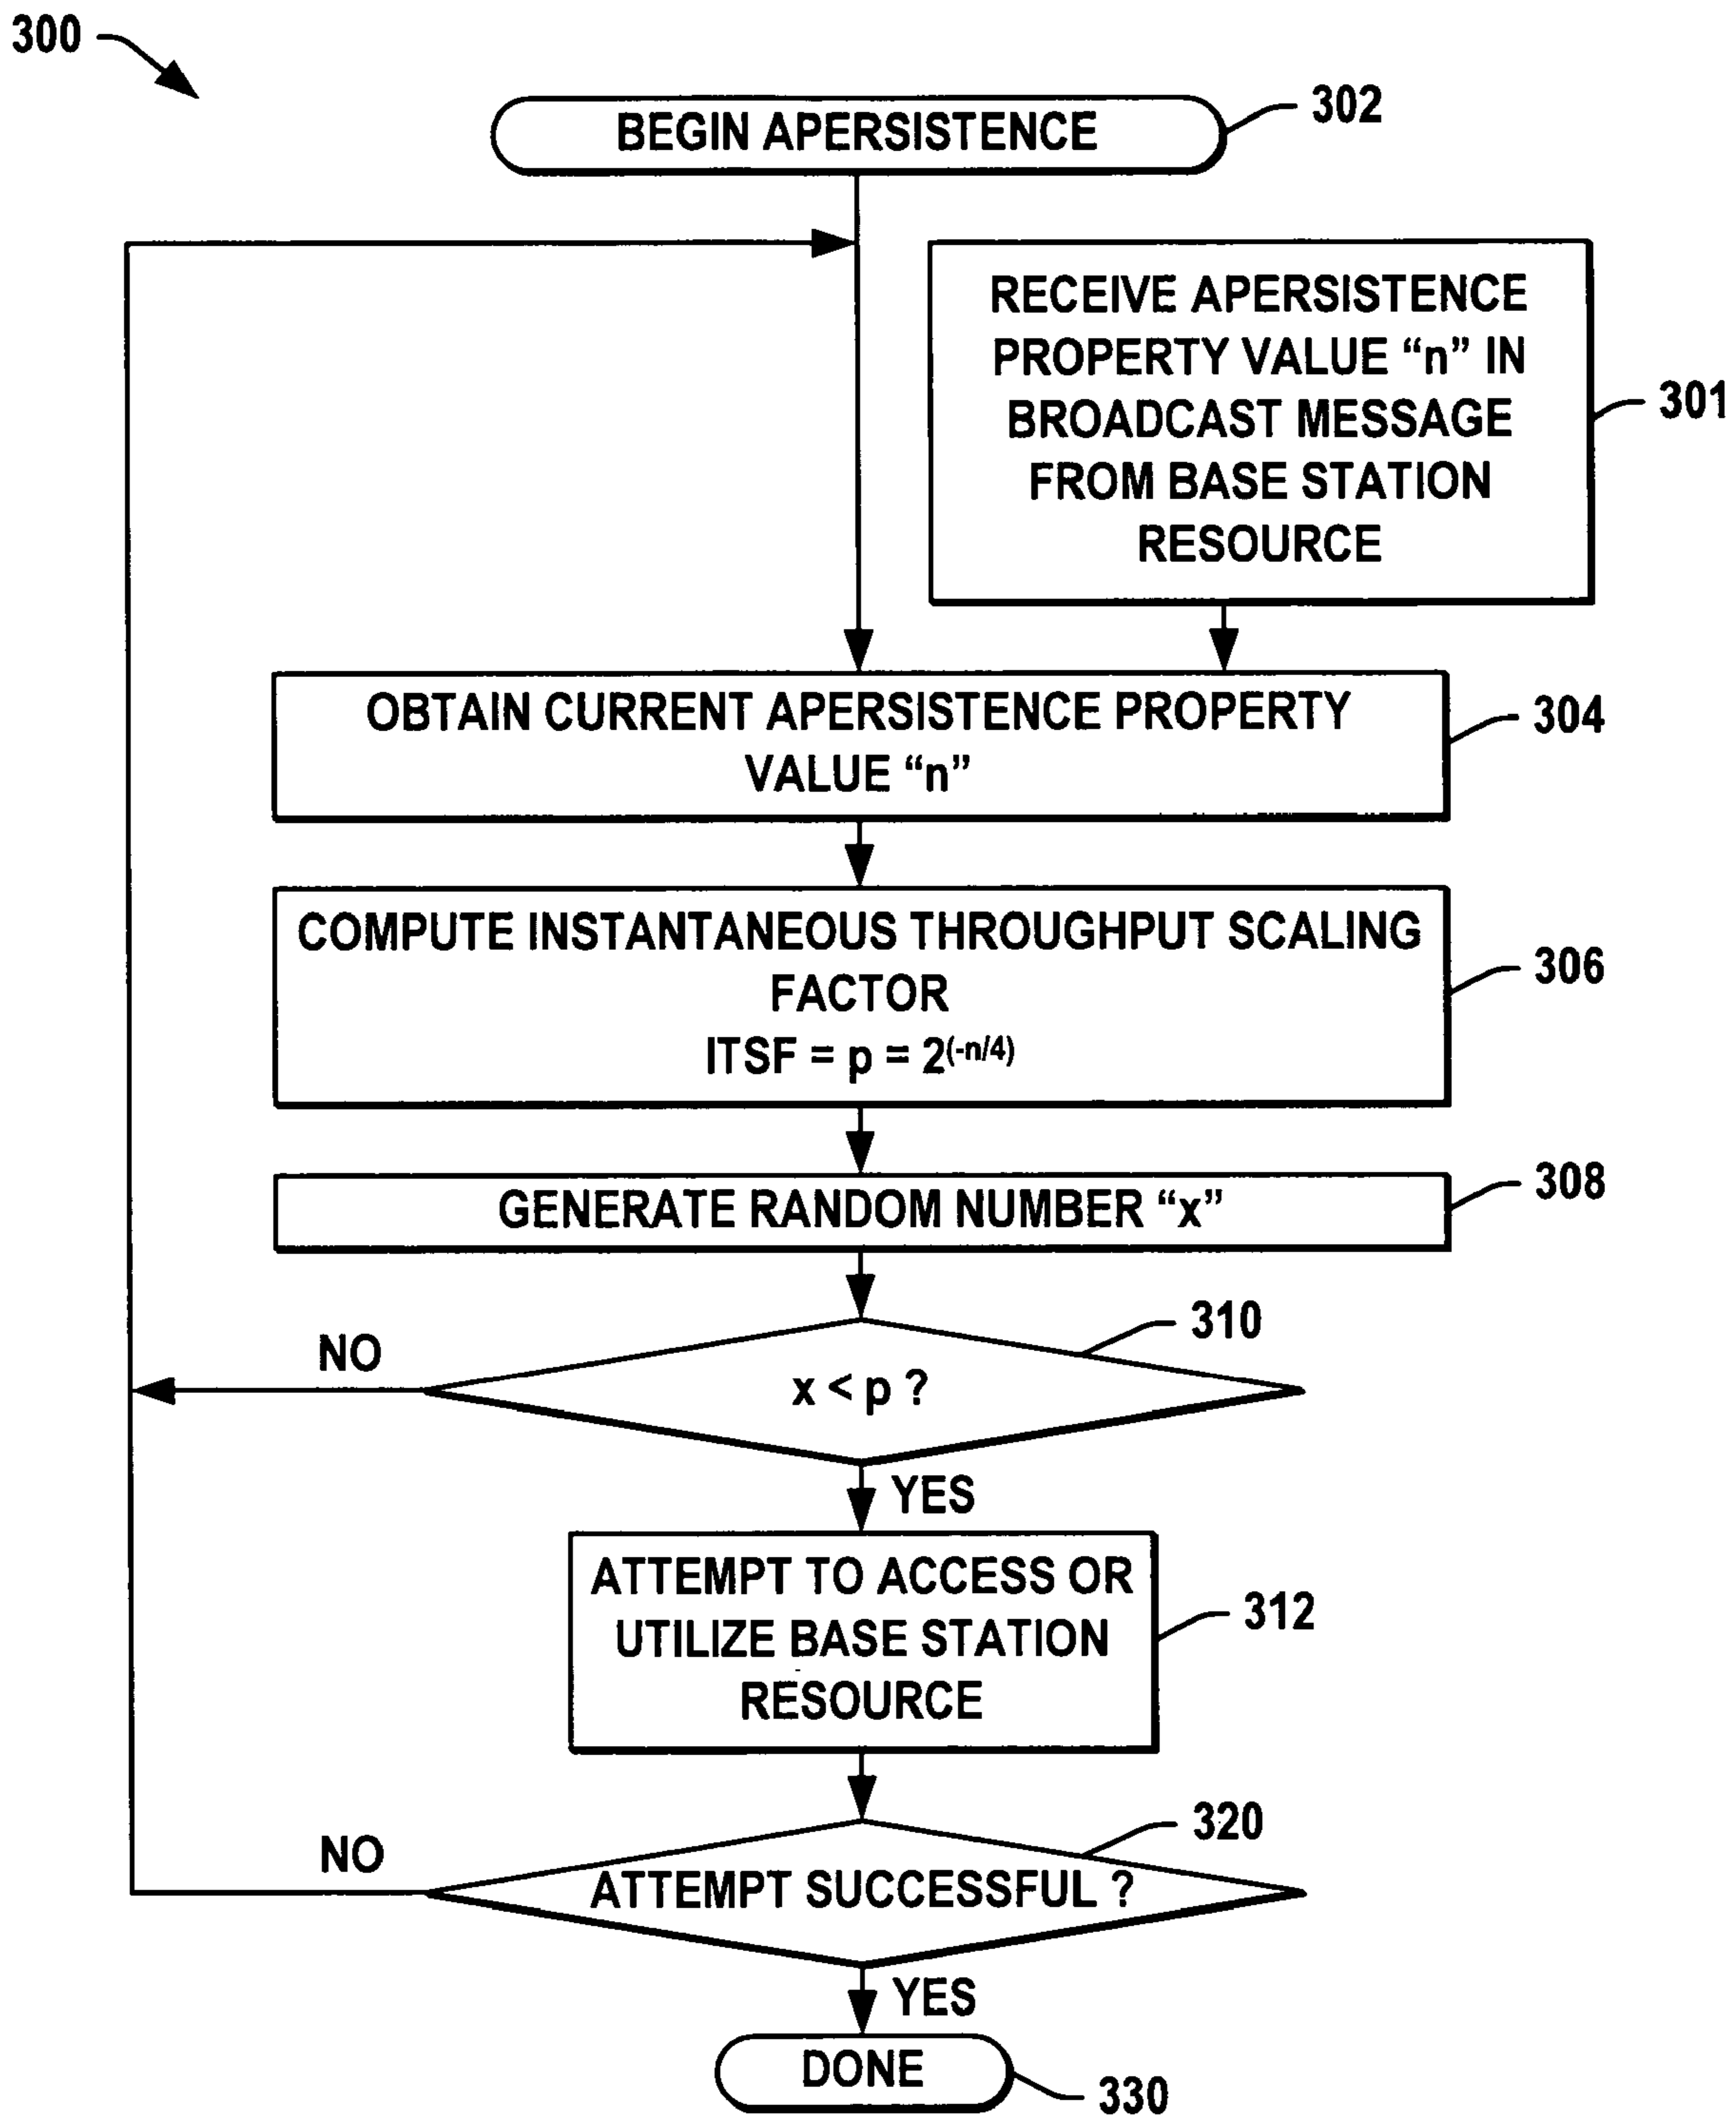 300
BEGIN APERSISTENCE
302
RECEIVE APERSISTENCE
PROPERTY VALUE “n” IN
BROADCAST MESSAGE
FROM BASE STATION
RESOURCE
301
OBTAIN CURRENT APERSISTENCE PROPERTY
VALUE “n”
304
COMPUTE INSTANTANEOUS THROUGHPUT SCALING
FACTOR
ITSF = p = 2(-n/4)
306
GENERATE RANDOM NUMBER “x”
308
310
NO
x < p ?
YES
ATTEMPT TO ACCESS OR
UTILIZE BASE STATION
RESOURCE
312
320
NO
ATTEMPT SUCCESSFUL ?
YES
DONE
330